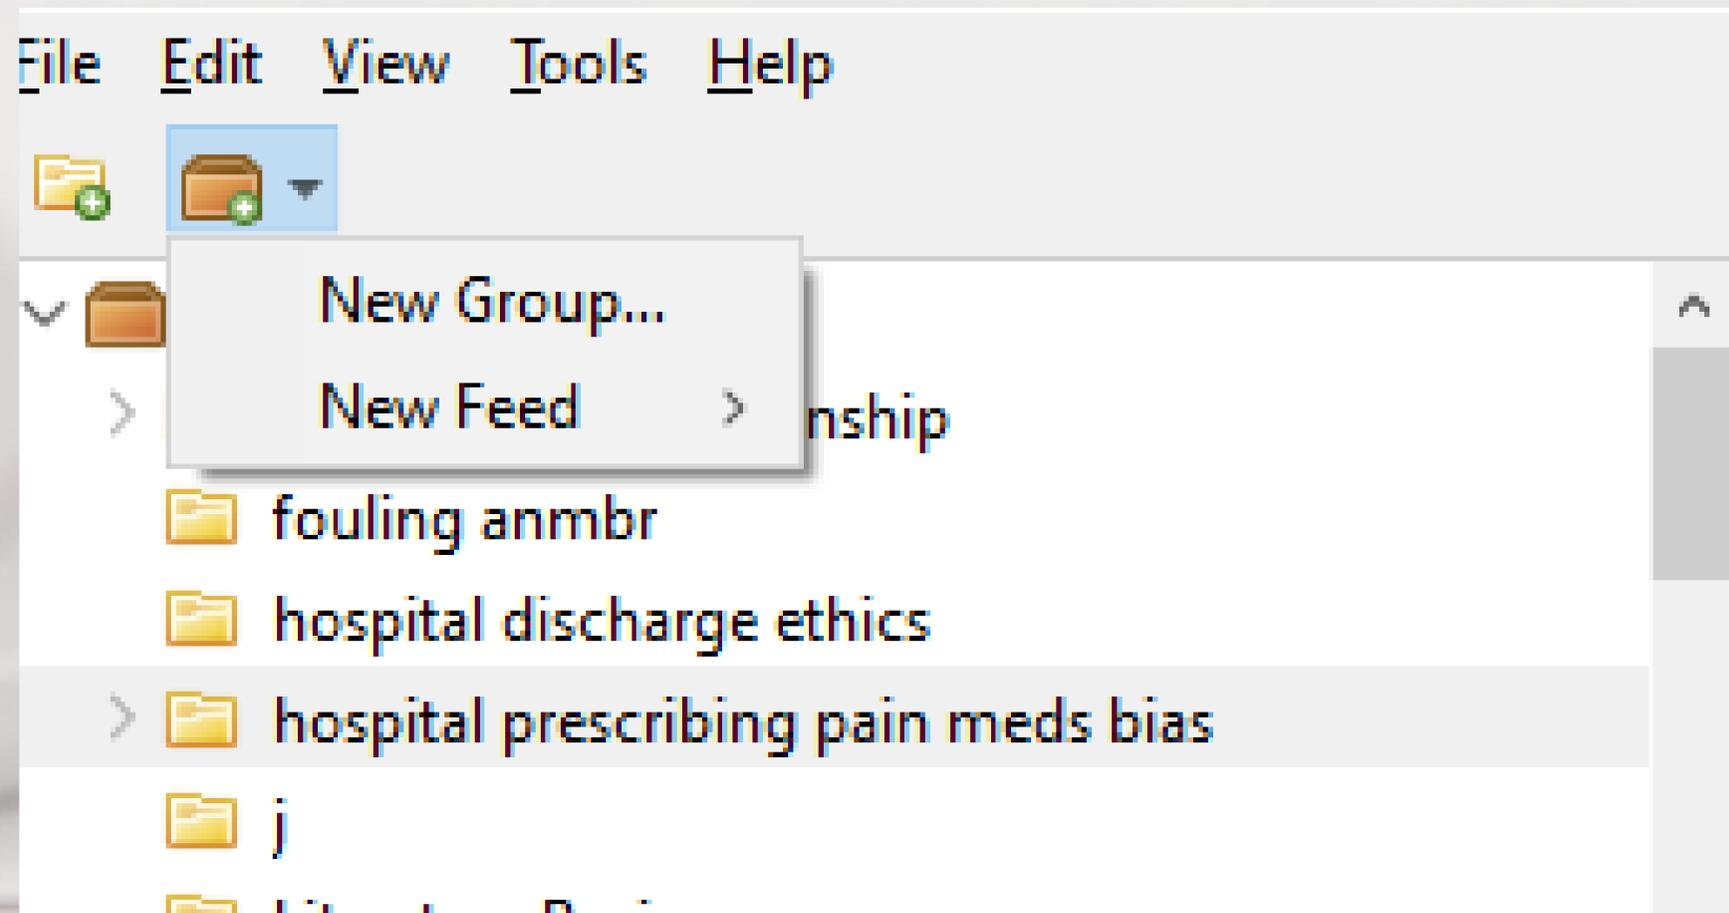 File Edit View Tools Help
New Group...
New Feed
nship
fouling anmbr
hospital discharge ethics
hospital prescribing pain meds bias
j